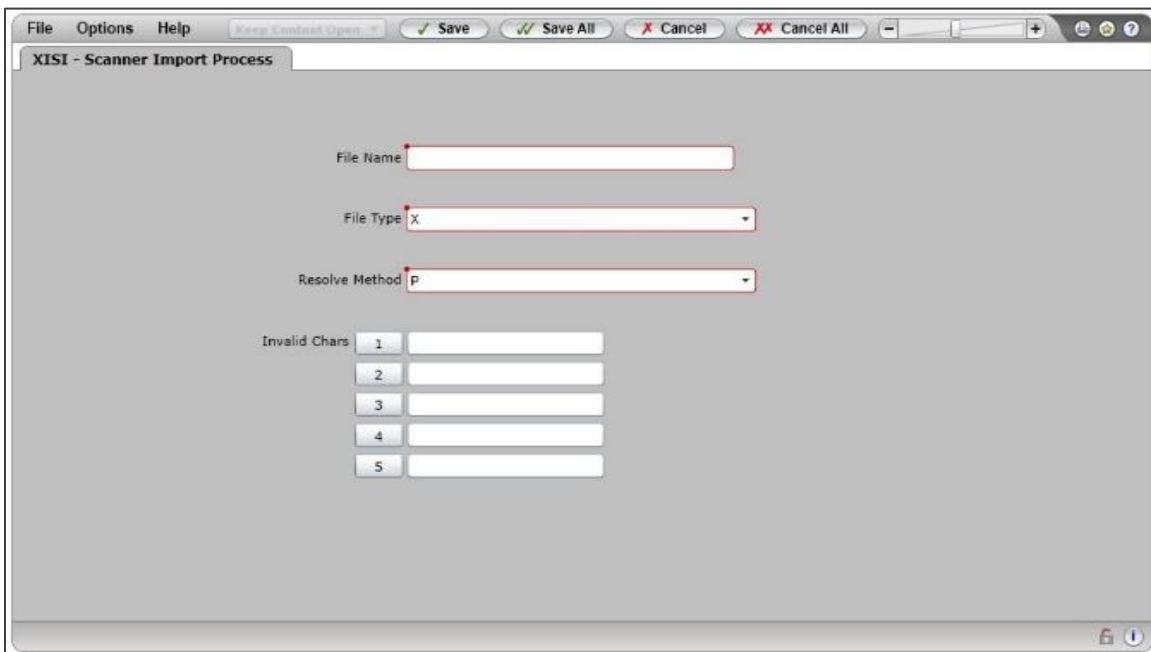 File Options Help Keep Context Open Save Save All Cancel Cancel All
XISI - Scanner Import Process
File Name
File Type X
Resolve Method P
Invalid Chars 1
2
3
4
5